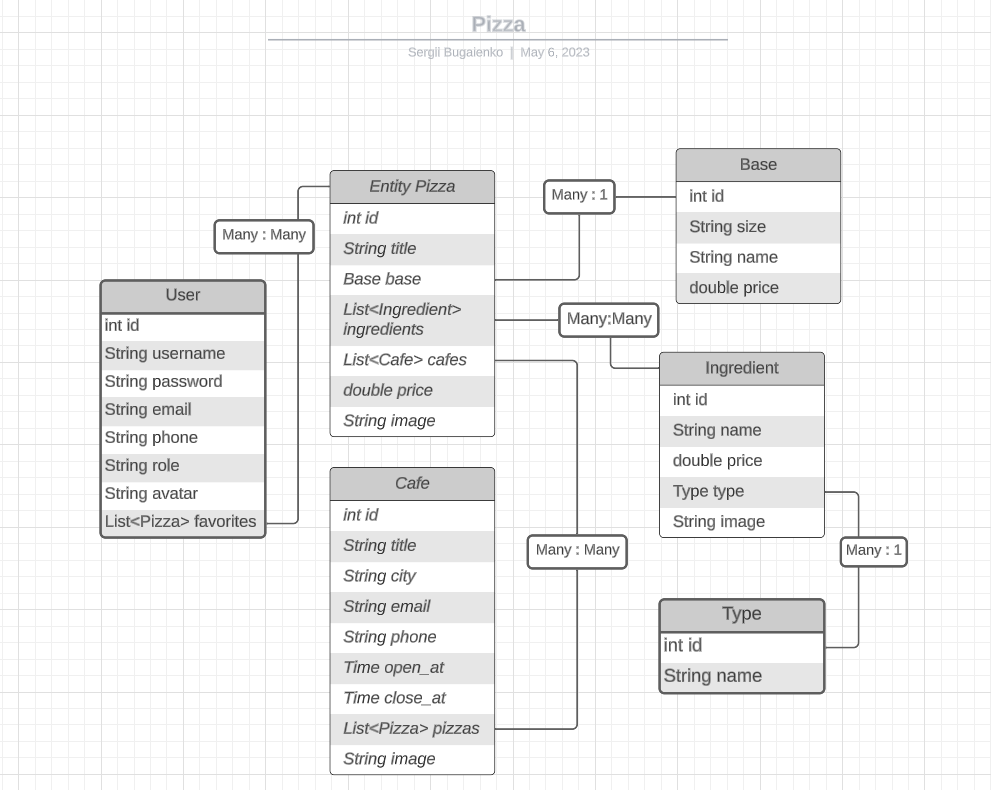 Pizza
Sergii Bugaienko | May 6, 2023
Entity Pizza
int id
String title
Base base
List<Ingredient>
ingredients
List<Cafe> cafes
double price
String image
Many : 1
Base
int id
String size
String name
double price
Many : Many
User
int id
String username
String password
String email
String phone
String role
String avatar
List<Pizza> favorites
Many:Many
Ingredient
int id
String name
double price
Type type
String image
Cafe
int id
String title
String city
String email
String phone
Time open_at
Time close_at
List<Pizza> pizzas
String image
Many : Many
Many : 1
Type
int id
String name